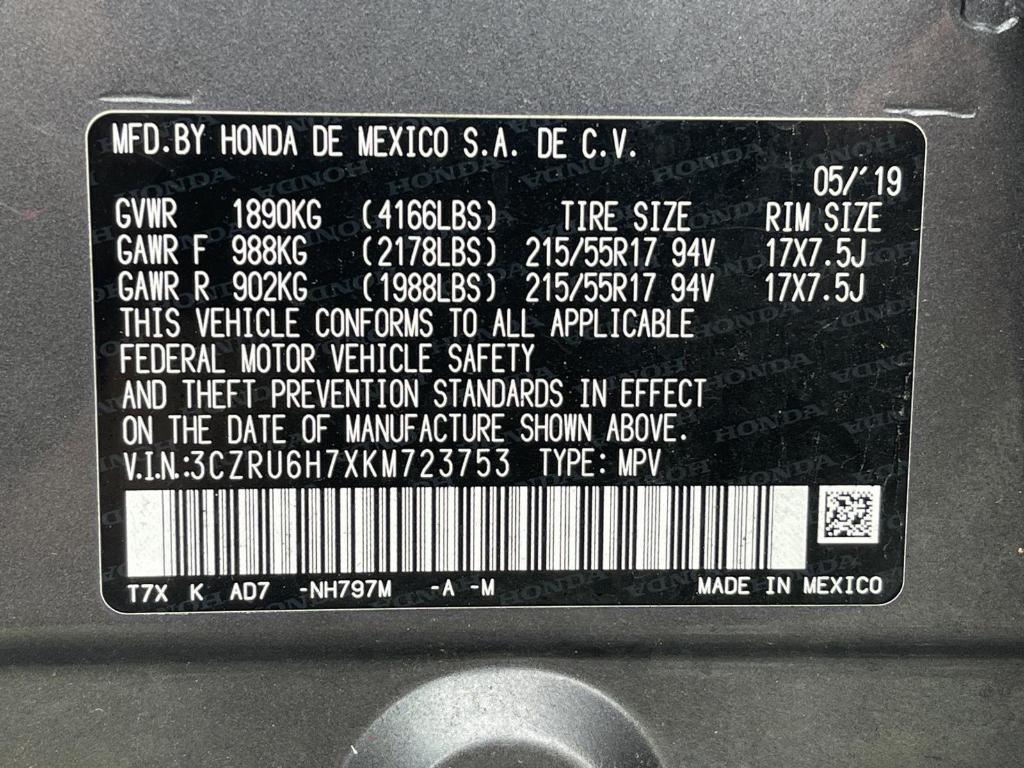 MFD.BY HONDA DE MEXICO S.A. DE C.V.
05/'19
GVWR 1890KG (4166LBS) TIRE SIZE RIM SIZE
GAWR F 988KG (2178LBS) 215/55R17 94V 17X7.5J
GAWR R 902KG (1988LBS) 215/55R17 94V 17X7.5J
THIS VEHICLE CONFORMS TO ALL APPLICABLE
FEDERAL MOTOR VEHICLE SAFETY
AND THEFT PREVENTION STANDARDS IN EFFECT
ON THE DATE OF MANUFACTURE SHOWN ABOVE.
V.I.N.:3CZRU6H7XKM723753 TYPE: MPV
T7X K AD7 -NH797M -A -M MADE IN MEXICO